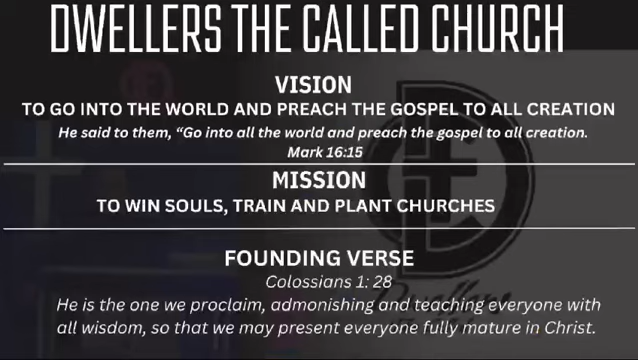 DWELLERS THE CALLED CHURCH
VISION
TO GO INTO THE WORLD AND PREACH THE GOSPEL TO ALL CREATION
He said to them, “Go into all the world and preach the gospel to all creation.
Mark 16:15
MISSION
TO WIN SOULS, TRAIN AND PLANT CHURCHES
FOUNDING VERSE
Colossians 1: 28
He is the one we proclaim, admonishing and teaching everyone with
all wisdom, so that we may present everyone fully mature in Christ.
Dwellers